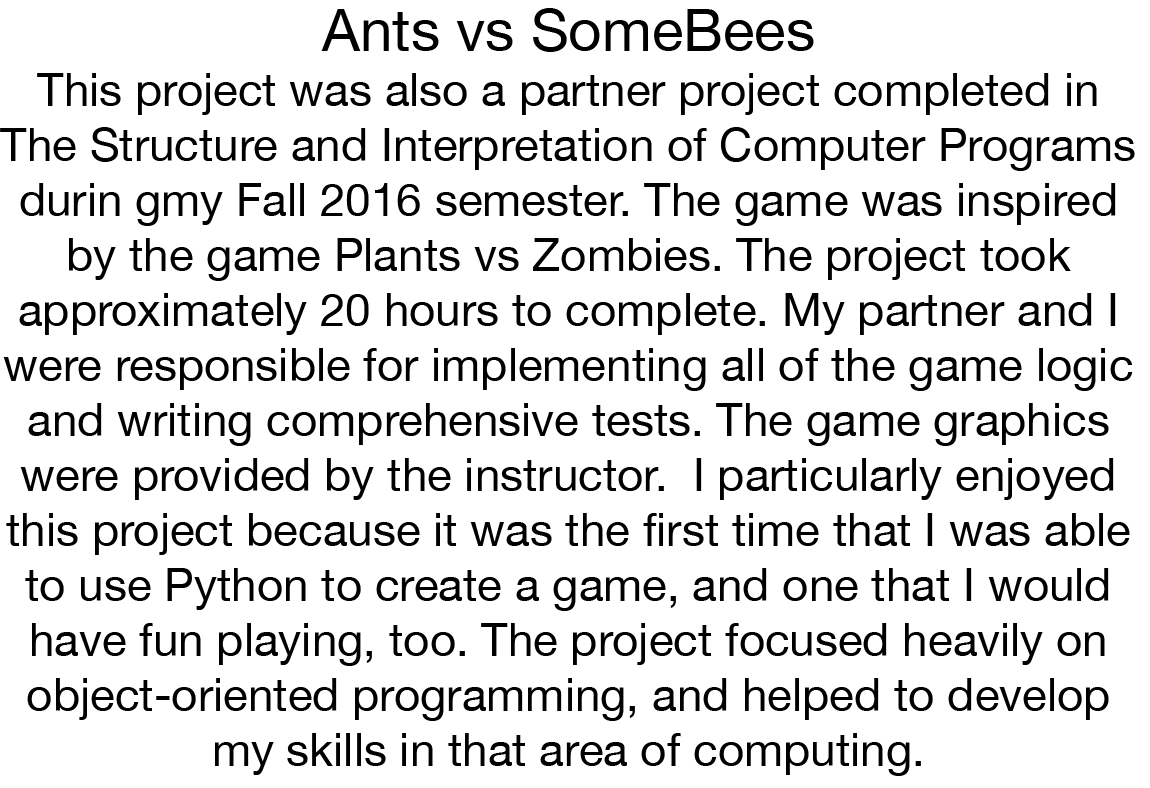 Ants vs SomeBees
This project was also a partner project completed in
The Structure and Interpretation of Computer Programs
durin gmy Fall 2016 semester. The game was inspired
by the game Plants vs Zombies. The project took
approximately 20 hours to complete. My partner and I
were responsible for implementing all of the game logic
and writing comprehensive tests. The game graphics
were provided by the instructor.  I particularly enjoyed
this project because it was the first time that I was able
to use Python to create a game, and one that I would
have fun playing, too. The project focused heavily on
object-oriented programming, and helped to develop
my skills in that area of computing.